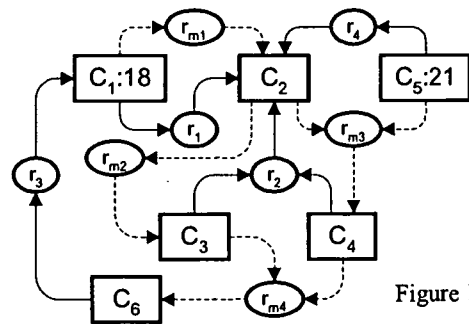 r_m1
r_4
C_1:18
C_2
C_5:21
r_1
r_m3
r_m2
r_3
r_2
C_3
C_4
C_6
r_m4
Figure